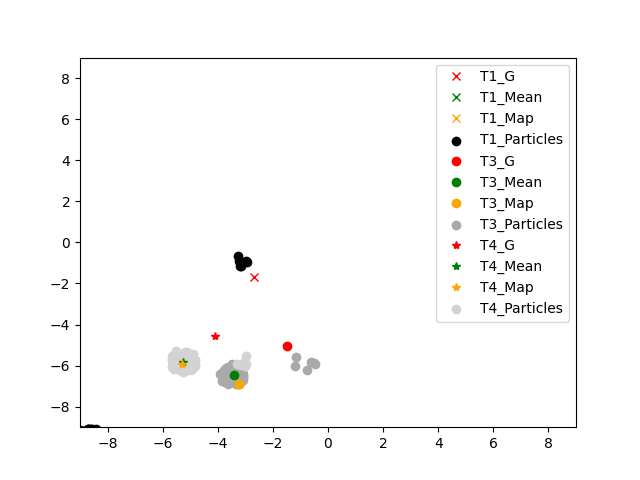 8
6
4
2
0
−2
−4
−6
−8
−8 −6 −4 −2 0 2 4 6 8
T1_G
T1_Mean
T1_Map
T1_Particles
T3_G
T3_Mean
T3_Map
T3_Particles
T4_G
T4_Mean
T4_Map
T4_Particles